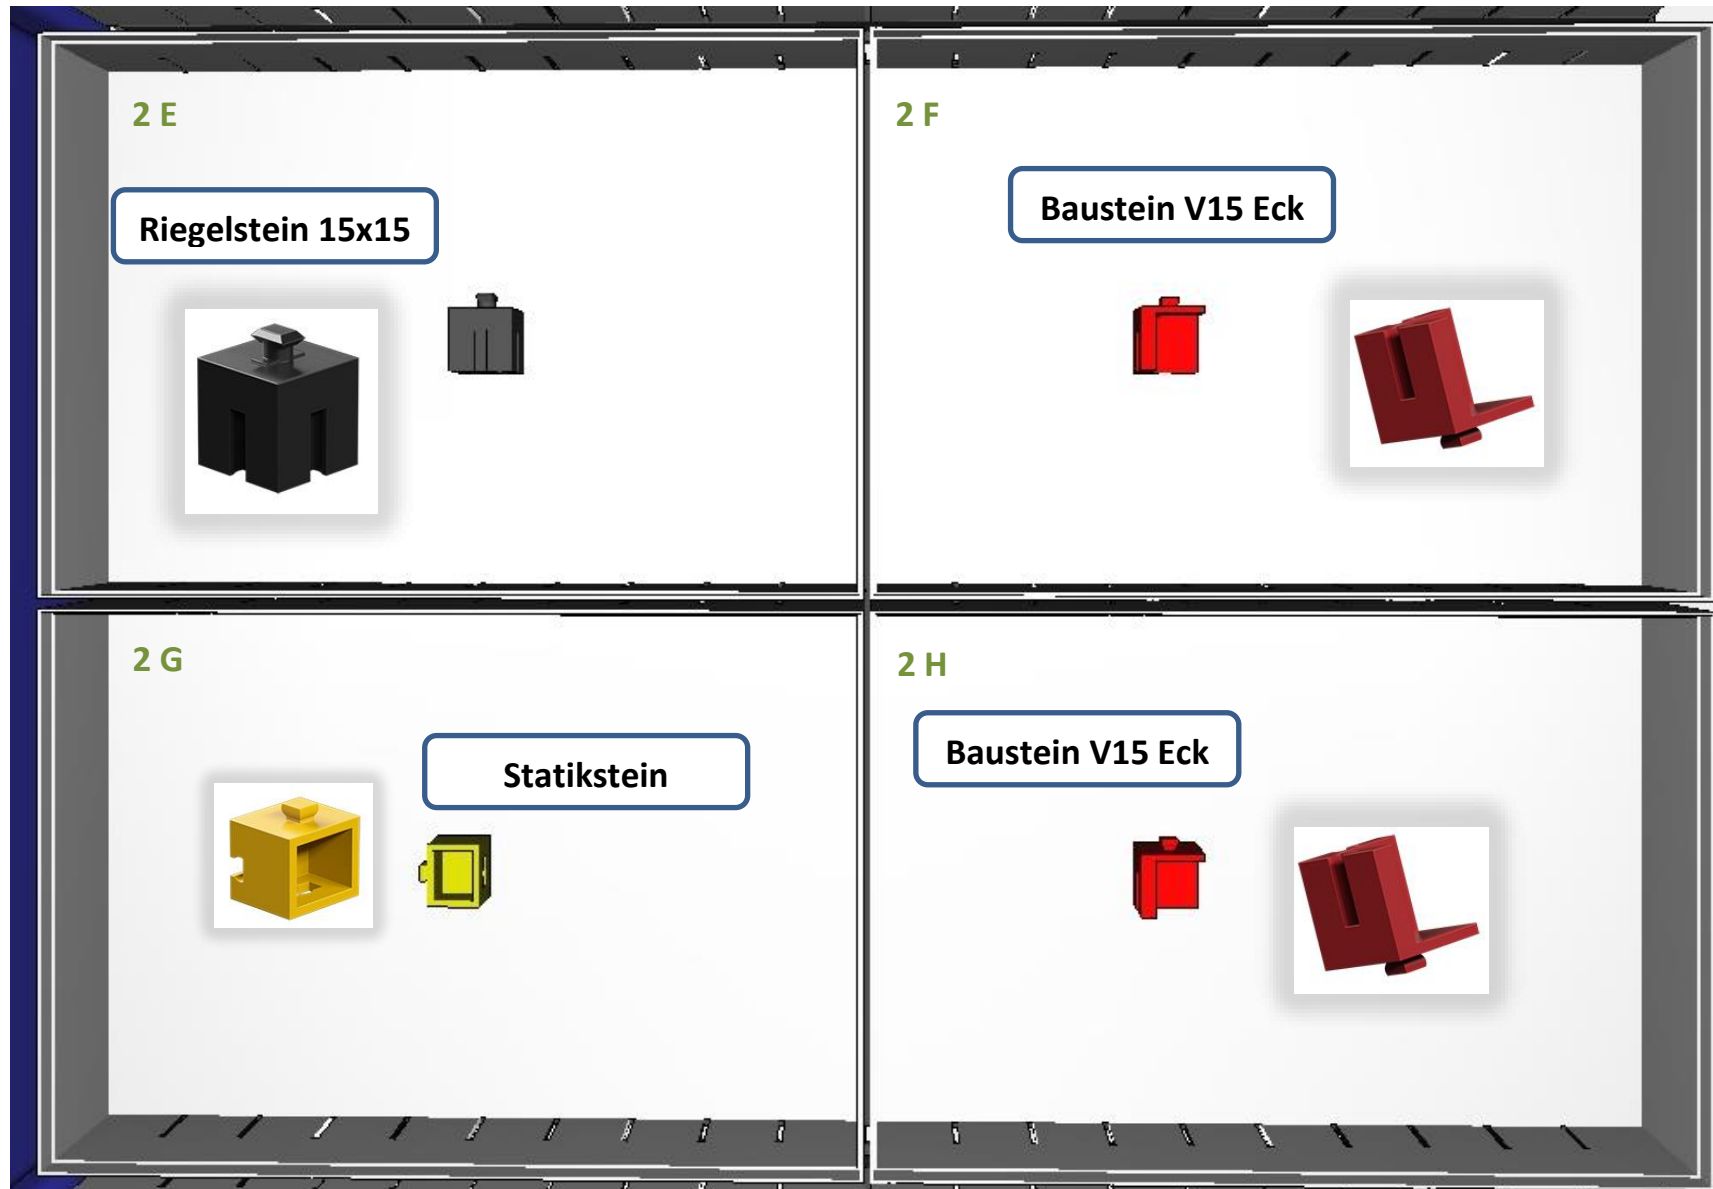 2 E
2 F
Riegelstein 15x15
Baustein V15 Eck
2 G
2 H
Statikstein
Baustein V15 Eck